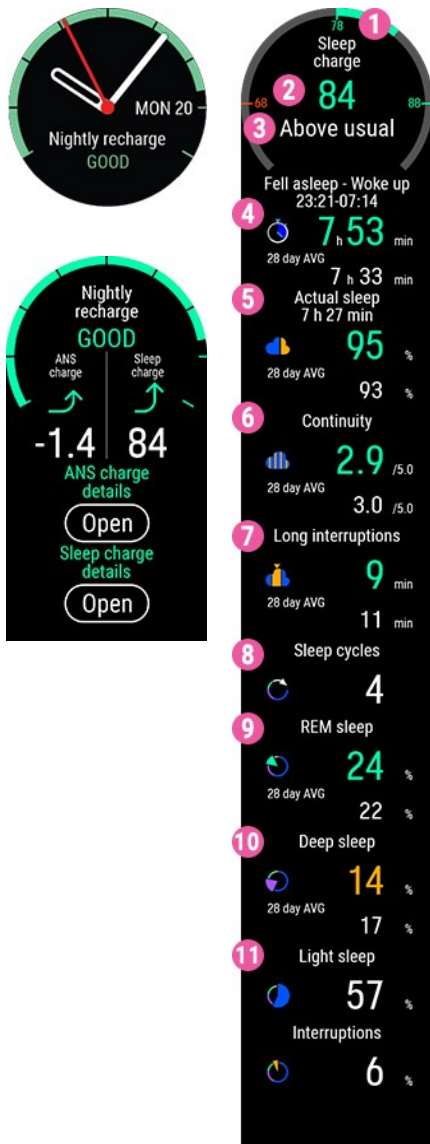 MON 20
Nightly recharge
GOOD
Nightly
recharge
GOOD
ANS
charge
Sleep
charge
-1.4
84
ANS charge
details
Open
Sleep charge
details
Open
1
78
Sleep
charge
68
2
84
88
3
Above usual
Fell asleep - Woke up
23:21-07:14
4
7 h 53 min
28 day AVG
7 h 33 min
5
Actual sleep
7 h 27 min
95 %
28 day AVG
93 %
6
Continuity
2.9 /5.0
28 day AVG
3.0 /5.0
7
Long interruptions
9 min
28 day AVG
11 min
8
Sleep cycles
4
9
REM sleep
24 %
28 day AVG
22 %
10
Deep sleep
14 %
28 day AVG
17 %
11
Light sleep
57 %
Interruptions
6 %